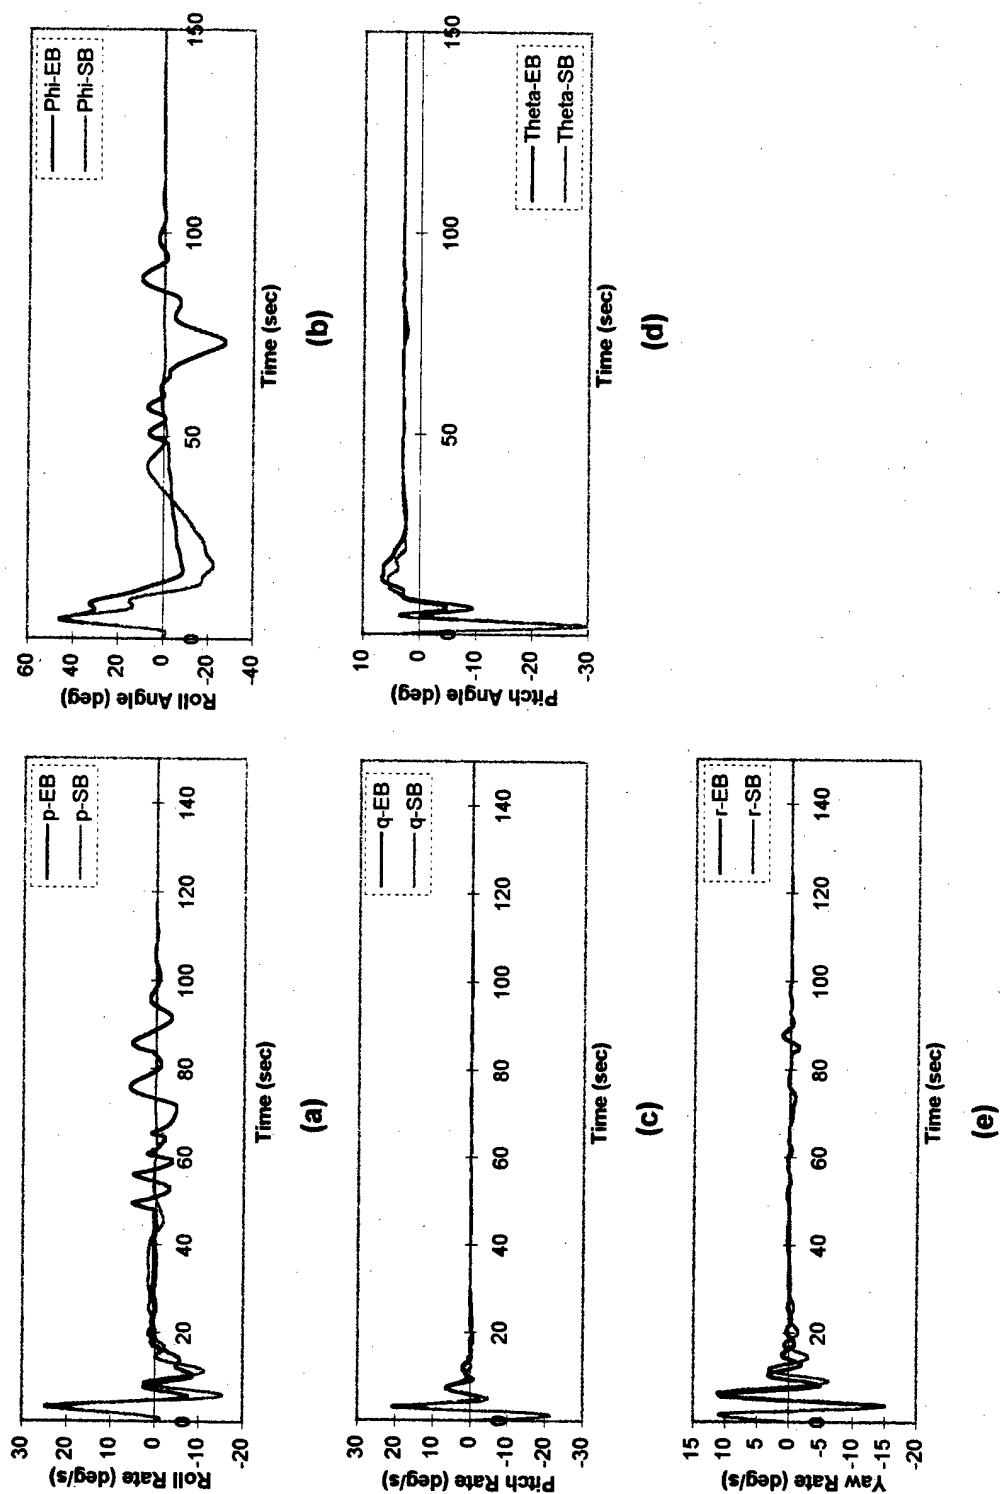 30
20
10
0
-10
-20
Roll Rate (deg/s)
0
20
40
60
80
100
120
140
p-EB
p-SB
Time (sec)
(a)
60
40
20
0
-20
-40
Roll Angle (deg)
0
50
100
150
Phi-EB
Phi-SB
Time (sec)
(b)
30
20
10
0
-10
-20
-30
Pitch Rate (deg/s)
0
20
40
60
80
100
120
140
q-EB
q-SB
Time (sec)
(c)
10
0
-10
-20
-30
Pitch Angle (deg)
0
50
100
150
Theta-EB
Theta-SB
Time (sec)
(d)
15
10
5
0
-5
-10
-15
-20
Yaw Rate (deg/s)
0
20
40
60
80
100
120
140
r-EB
r-SB
Time (sec)
(e)